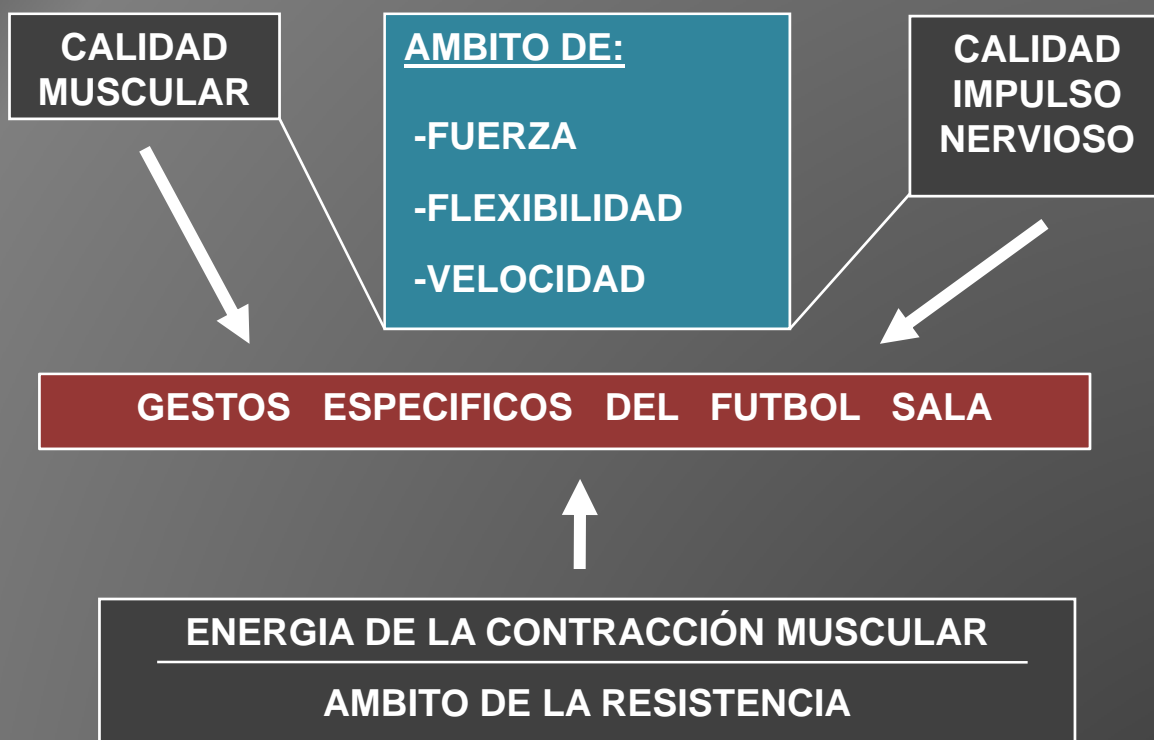 CALIDAD
MUSCULAR
AMBITO DE:
-FUERZA
-FLEXIBILIDAD
-VELOCIDAD
CALIDAD
IMPULSO
NERVIOSO
GESTOS ESPECIFICOS DEL FUTBOL SALA
ENERGIA DE LA CONTRACCIÓN MUSCULAR
AMBITO DE LA RESISTENCIA